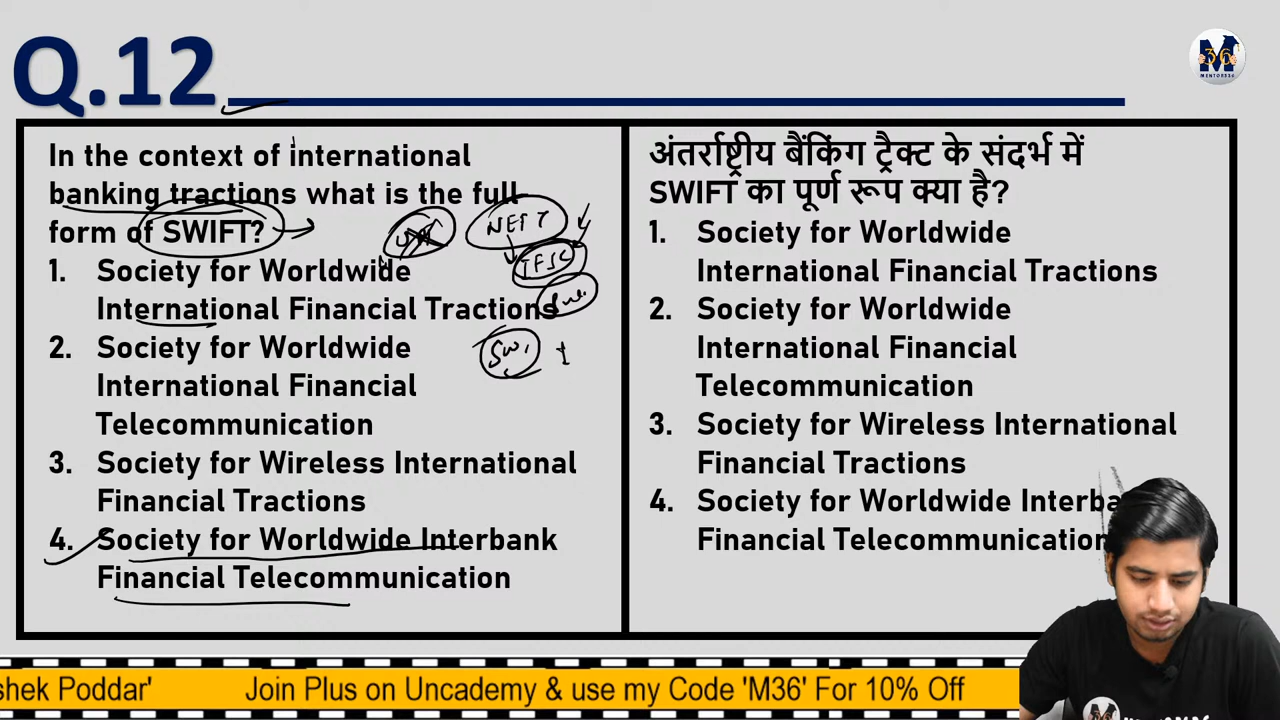 Q.12
M36
MENTORS36
In the context of international
banking tractions what is the full
form of SWIFT?
NEFT
IFSC
1. Society for Worldwide
International Financial Tractions
2. Society for Worldwide
International Financial
Telecommunication
Swi
3. Society for Wireless International
Financial Tractions
4. Society for Worldwide Interbank
Financial Telecommunication
अंतर्राष्ट्रीय बैंकिंग ट्रैक्ट के संदर्भ में
SWIFT का पूर्ण रूप क्या है?
1. Society for Worldwide
International Financial Tractions
2. Society for Worldwide
International Financial
Telecommunication
3. Society for Wireless International
Financial Tractions
4. Society for Worldwide
Financial Telecommunication
shek Poddar' Join Plus on Uncademy & use my Code 'M36' For 10% Off